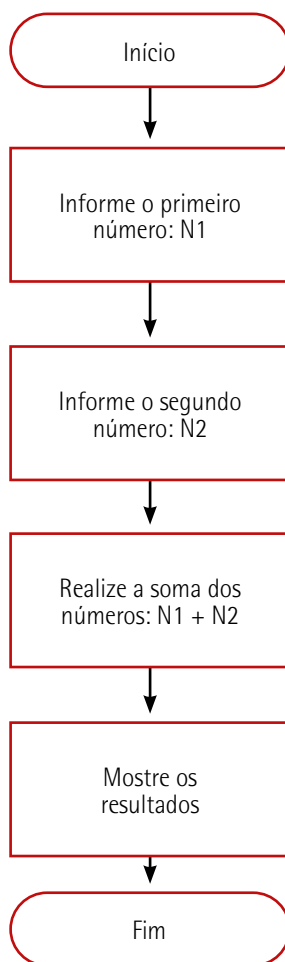 Início
Informe o primeiro
número: N1
Informe o segundo
número: N2
Realize a soma dos
números: N1 + N2
Mostre os
resultados
Fim